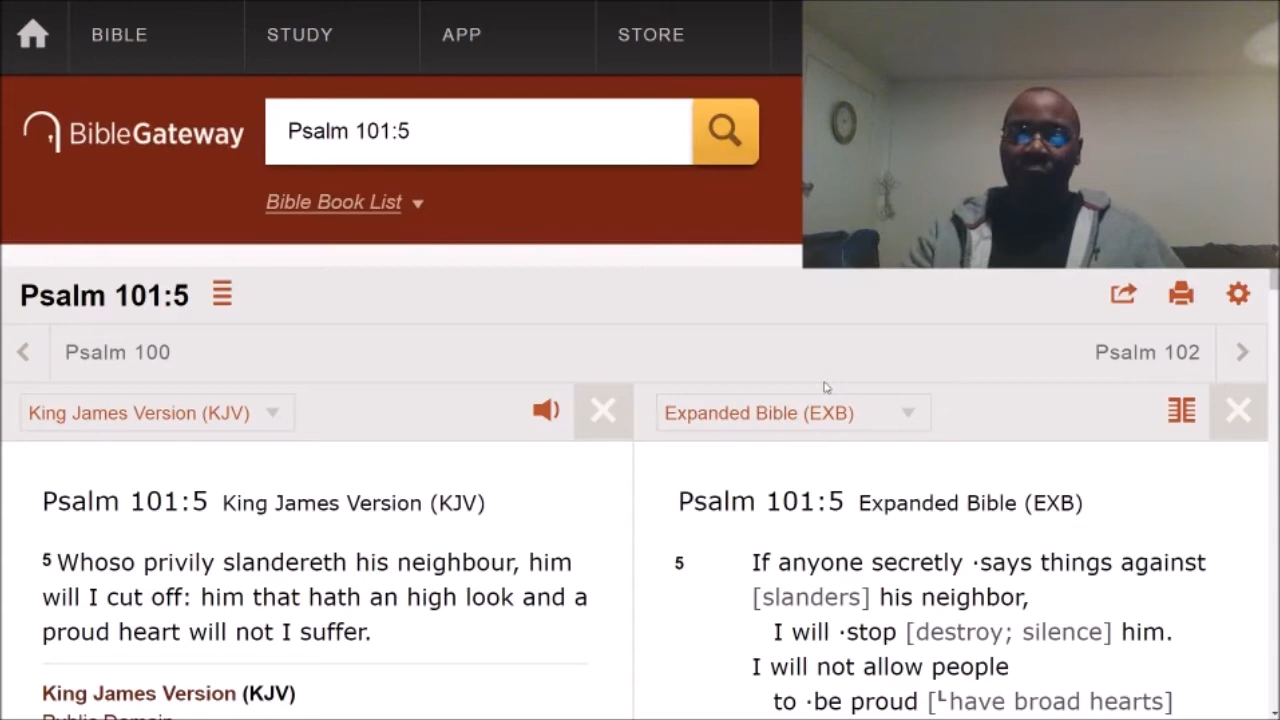 BIBLE STUDY APP STORE
BibleGateway
Psalm 101:5
Bible Book List
Psalm 101:5
Psalm 100
Psalm 102
King James Version (KJV)
Expanded Bible (EXB)
Psalm 101:5 King James Version (KJV)
5 Whoso privily slandereth his neighbour, him
will I cut off: him that hath an high look and a
proud heart will not I suffer.
King James Version (KJV)
Public Domain
Psalm 101:5 Expanded Bible (EXB)
5 If anyone secretly ·says things against
[slanders] his neighbor,
I will ·stop [destroy; silence] him.
I will not allow people
to ·be proud [ᴸhave broad hearts]